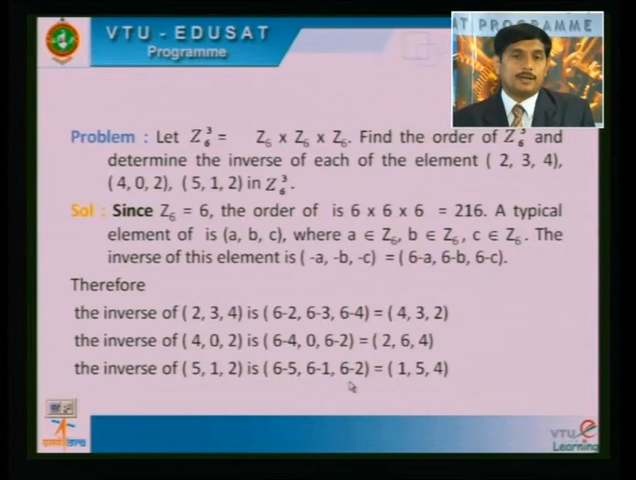 VTU - EDUSAT
Programme
AT PROGRAMME
Problem : Let Z₆³ = Z₆ x Z₆ x Z₆. Find the order of Z₆³ and
determine the inverse of each of the element ( 2, 3, 4),
( 4, 0, 2), ( 5, 1, 2) in Z₆³.
Sol : Since Z₆ = 6, the order of is 6 x 6 x 6 = 216. A typical
element of is (a, b, c), where a ∈ Z₆, b ∈ Z₆, c ∈ Z₆. The
inverse of this element is ( -a, -b, -c) = ( 6-a, 6-b, 6-c).
Therefore
the inverse of ( 2, 3, 4) is ( 6-2, 6-3, 6-4) = ( 4, 3, 2)
the inverse of ( 4, 0, 2) is ( 6-4, 0, 6-2) = ( 2, 6, 4)
the inverse of ( 5, 1, 2) is ( 6-5, 6-1, 6-2) = ( 1, 5, 4)
VTU e
Learning